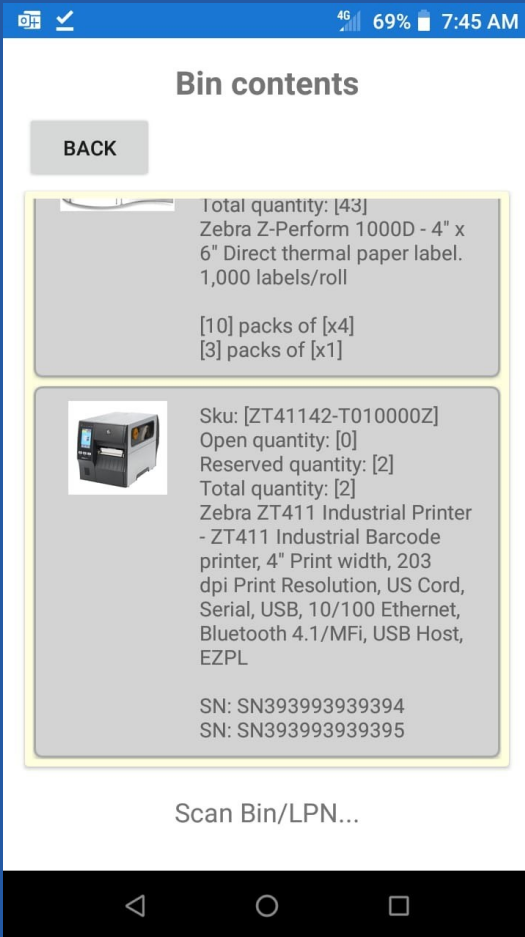 4G 69% 7:45 AM
Bin contents
BACK
Total quantity: [43]
Zebra Z-Perform 1000D - 4" x
6" Direct thermal paper label.
1,000 labels/roll
[10] packs of [x4]
[3] packs of [x1]
Sku: [ZT41142-T010000Z]
Open quantity: [0]
Reserved quantity: [2]
Total quantity: [2]
Zebra ZT411 Industrial Printer
- ZT411 Industrial Barcode
printer, 4" Print width, 203
dpi Print Resolution, US Cord,
Serial, USB, 10/100 Ethernet,
Bluetooth 4.1/MFi, USB Host,
EZPL
SN: SN393993939394
SN: SN393993939395
Scan Bin/LPN...